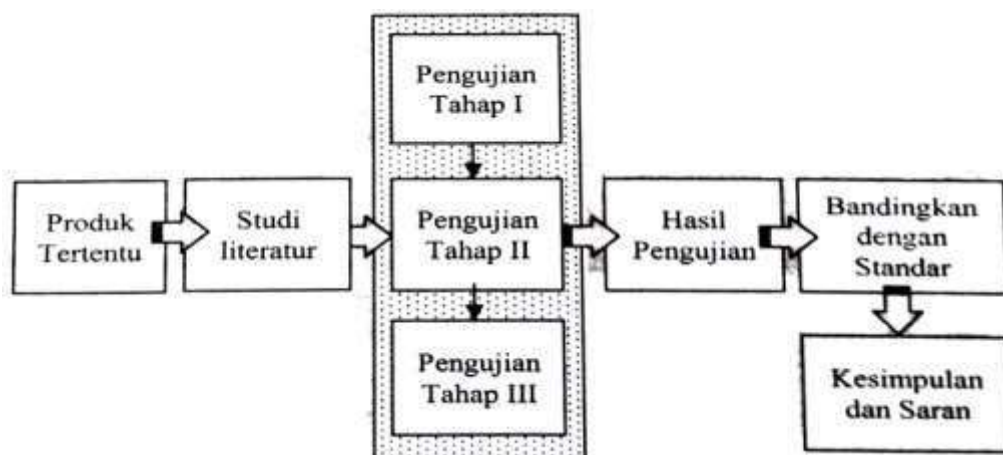 Produk
Tertentu
Studi
literatur
Pengujian
Tahap I
Pengujian
Tahap II
Pengujian
Tahap III
Hasil
Pengujian
Bandingkan
dengan
Standar
Kesimpulan
dan Saran